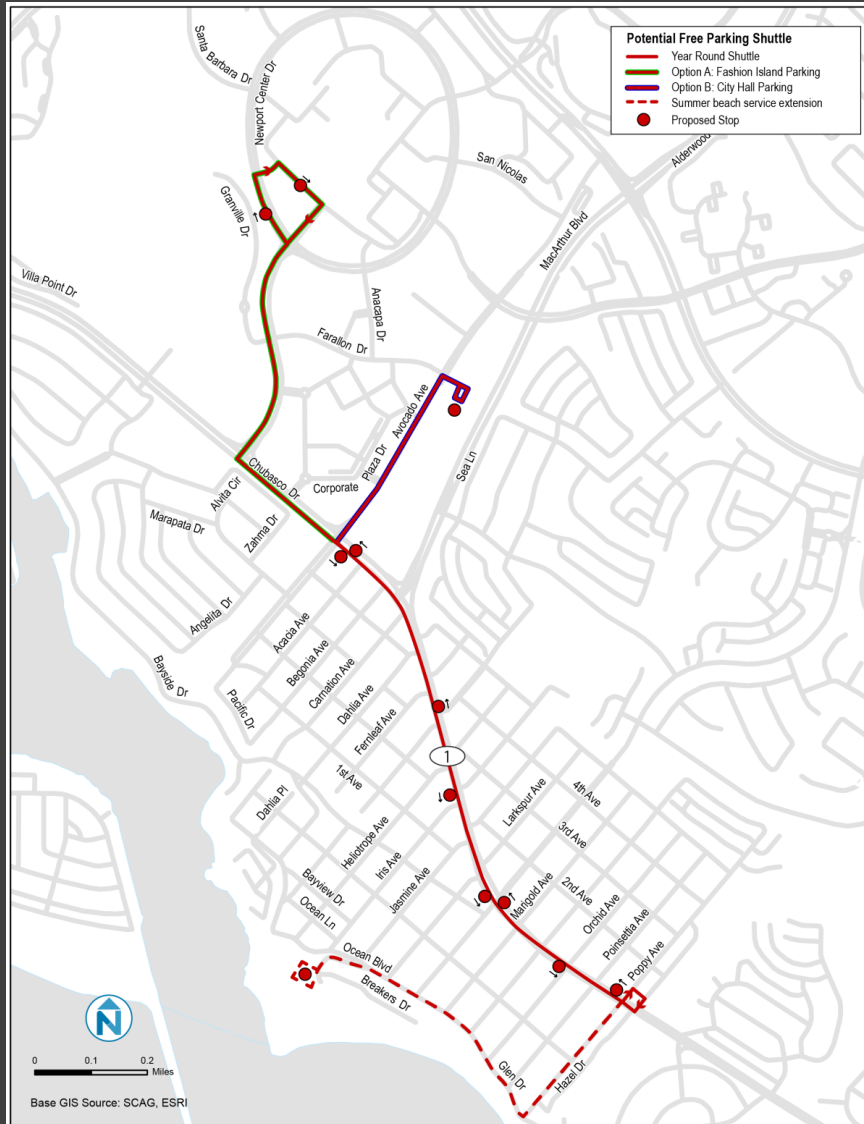 Potential Free Parking Shuttle
Year Round Shuttle
Option A: Fashion Island Parking
Option B: City Hall Parking
Summer beach service extension
Proposed Stop
Santa Barbara Dr
Newport Center Dr
San Nicolas
Granville Dr
MacArthur Blvd
Villa Point Dr
Anacapa Dr
Farallon Dr
Avocado Ave
Plaza Dr
Corporate
Sea Ln
Chubasco Dr
Alvita Cir
Marapata Dr
Zahma Dr
Angelita Dr
Acacia Ave
Begonia Ave
Carnation Ave
Dahlia Ave
Fernleaf Ave
Bayside Dr
Pacific Dr
1
1st Ave
Dahlia Pl
Larkspur Ave
4th Ave
3rd Ave
Heliotrope Ave
Iris Ave
Jasmine Ave
Bayview Dr
Ocean Ln
Marigold Ave
2nd Ave
Orchid Ave
Poinsettia Ave
Poppy Ave
Ocean Blvd
Breakers Dr
Glen Dr
Hazel Dr
N
0 0.1 0.2
Miles
Base GIS Source: SCAG, ESRI